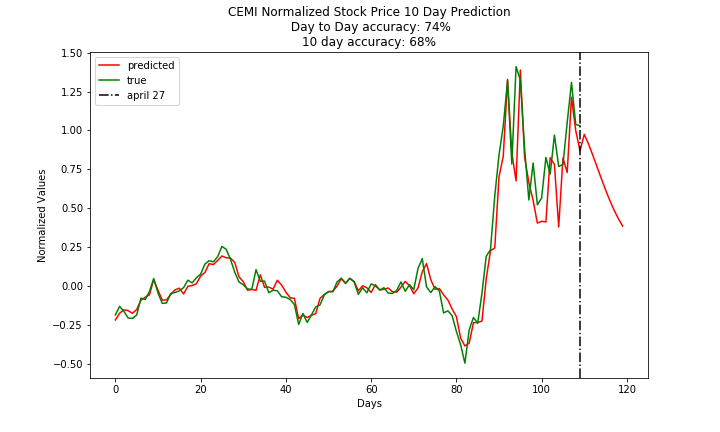 CEMI Normalized Stock Price 10 Day Prediction
Day to Day accuracy: 74%
10 day accuracy: 68%
predicted
true
april 27
Normalized Values
1.50
1.25
1.00
0.75
0.50
0.25
0.00
−0.25
−0.50
0 20 40 60 80 100 120
Days